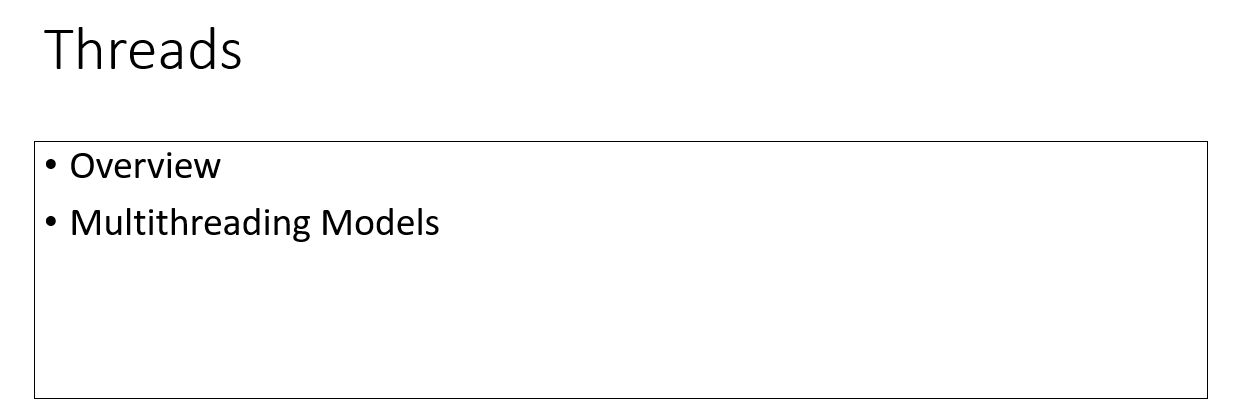 Threads
• Overview
• Multithreading Models